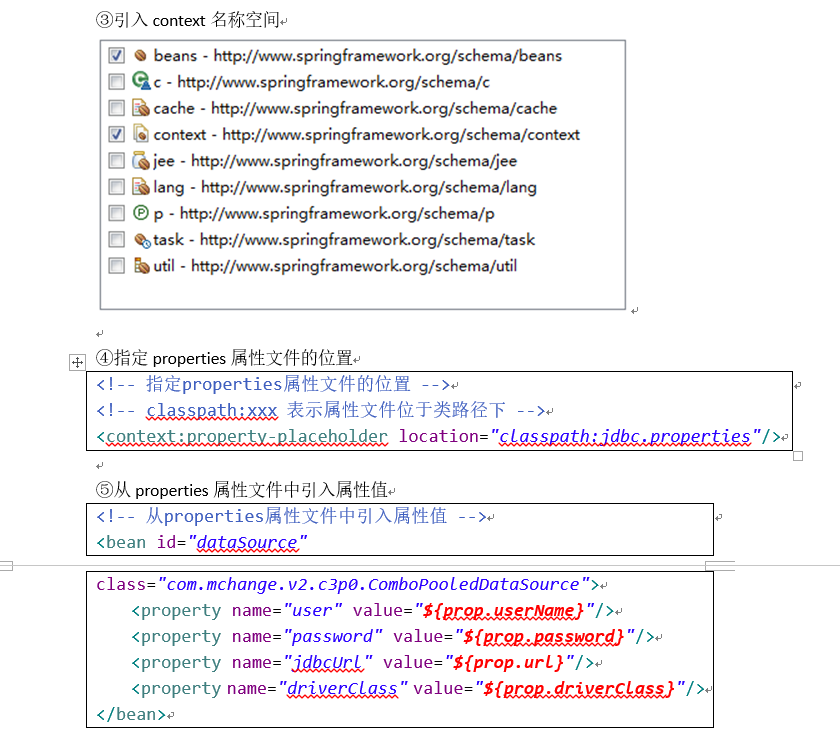 ③引入 context 名称空间
beans - http://www.springframework.org/schema/beans
c - http://www.springframework.org/schema/c
cache - http://www.springframework.org/schema/cache
context - http://www.springframework.org/schema/context
jee - http://www.springframework.org/schema/jee
lang - http://www.springframework.org/schema/lang
p - http://www.springframework.org/schema/p
task - http://www.springframework.org/schema/task
util - http://www.springframework.org/schema/util
④指定 properties 属性文件的位置
<!-- 指定properties属性文件的位置 -->
<!-- classpath:xxx 表示属性文件位于类路径下 -->
<context:property-placeholder location="classpath:jdbc.properties"/>
⑤从 properties 属性文件中引入属性值
<!-- 从properties属性文件中引入属性值 -->
<bean id="dataSource"
class="com.mchange.v2.c3p0.ComboPooledDataSource">
<property name="user" value="${prop.userName}"/>
<property name="password" value="${prop.password}"/>
<property name="jdbcUrl" value="${prop.url}"/>
<property name="driverClass" value="${prop.driverClass}"/>
</bean>